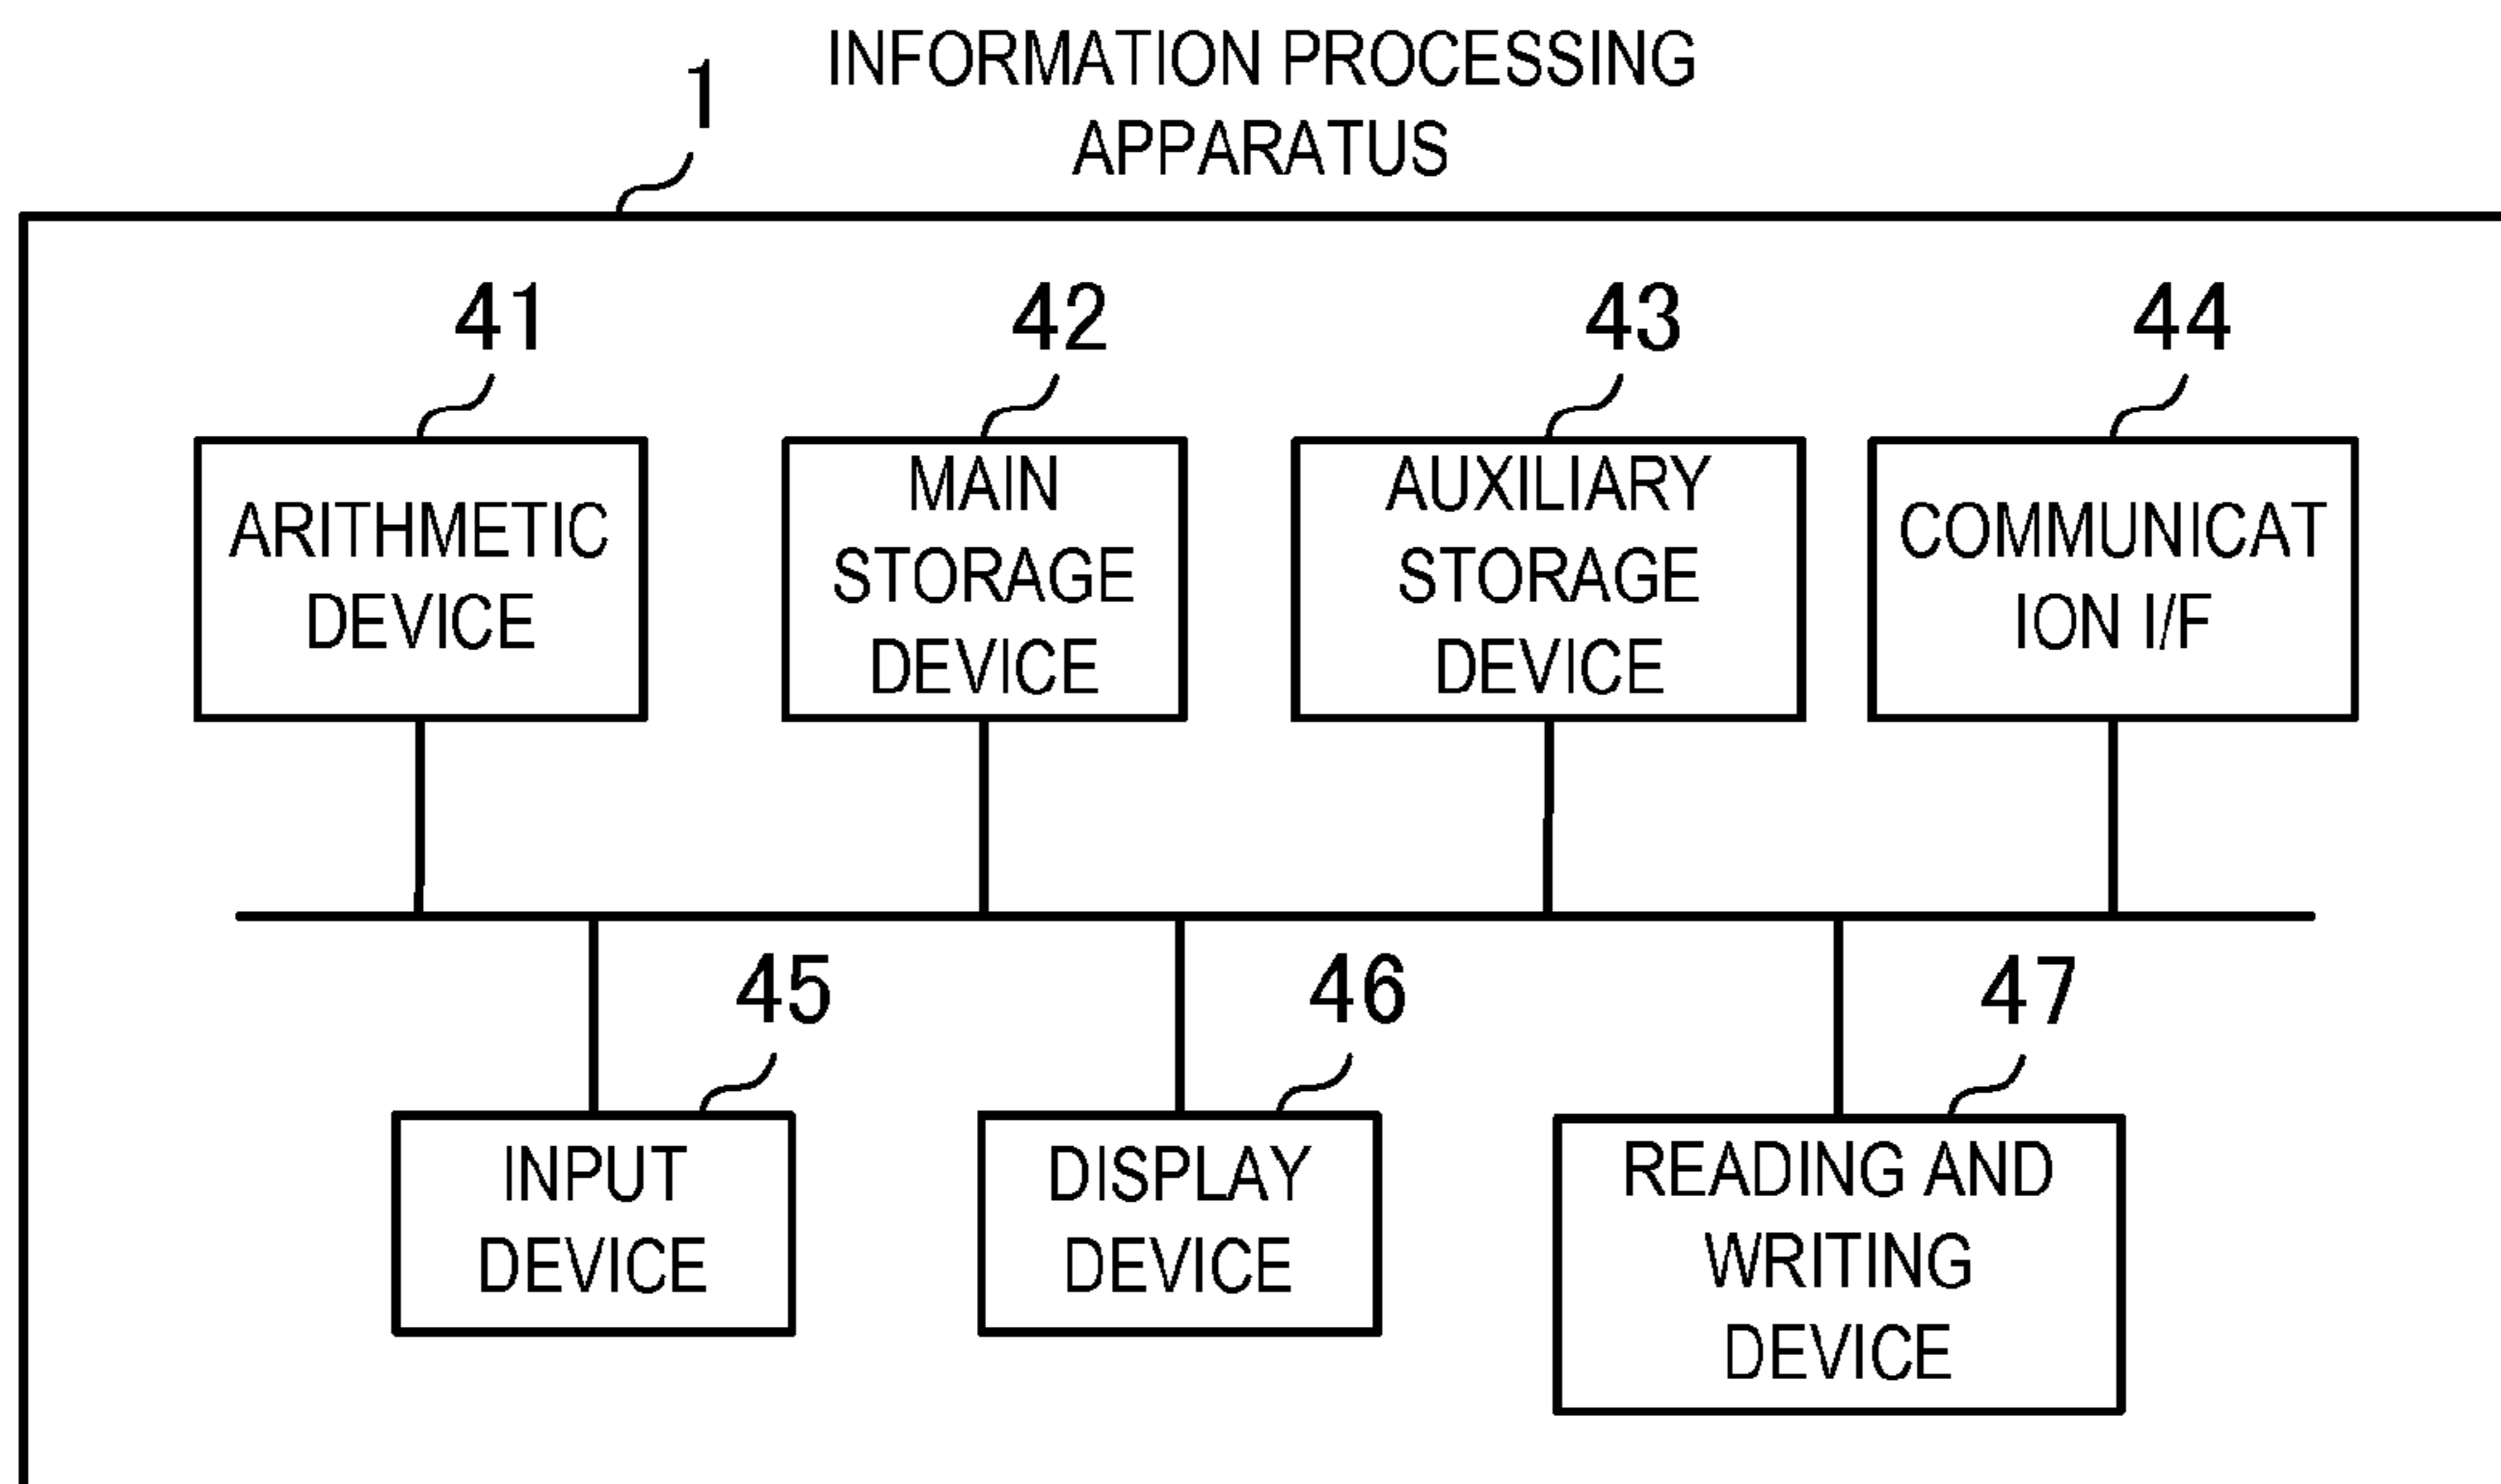 INFORMATION PROCESSING
APPARATUS
1
41
42
43
44
ARITHMETIC
DEVICE
MAIN
STORAGE
DEVICE
AUXILIARY
STORAGE
DEVICE
COMMUNICAT
ION I/F
45
46
47
INPUT
DEVICE
DISPLAY
DEVICE
READING AND
WRITING
DEVICE